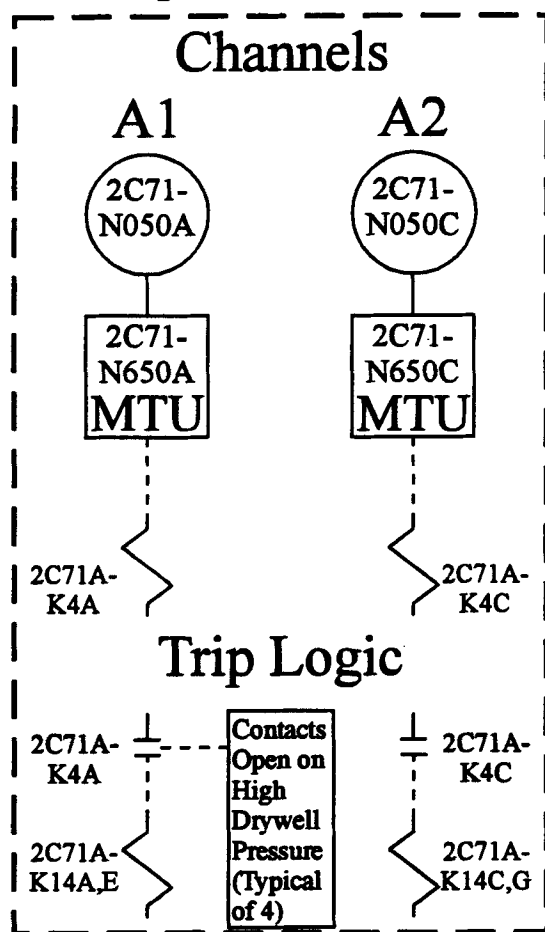 Channels
A1
A2
2C71-
N050A
2C71-
N050C
2C71-
N650A
MTU
2C71-
N650C
MTU
2C71A-
K4A
2C71A-
K4C
Trip Logic
2C71A-
K4A
Contacts
Open on
High
Drywell
Pressure
(Typical
of 4)
2C71A-
K4C
2C71A-
K14A,E
2C71A-
K14C,G